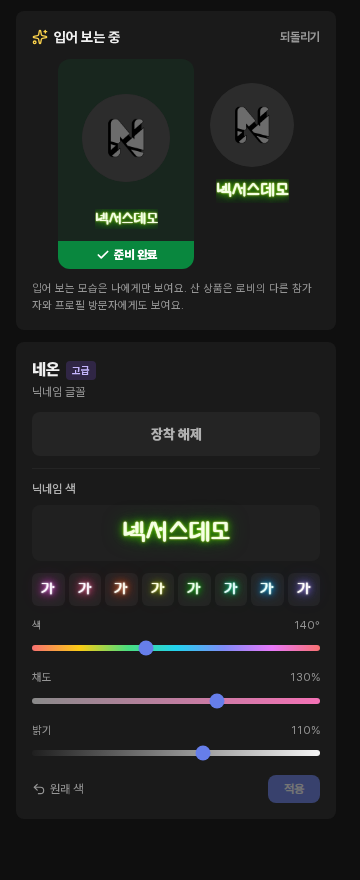 입어 보는 중
되돌리기
넥서스데모
넥서스데모
준비 완료
입어 보는 모습은 나에게만 보여요. 산 상품은 로비의 다른 참가
자와 프로필 방문자에게도 보여요.
네온 고급
닉네임 글꼴
장착 해제
닉네임 색
넥서스데모
가 가 가 가 가 가 가 가
색 140°
채도 130%
밝기 110%
원래 색
적용